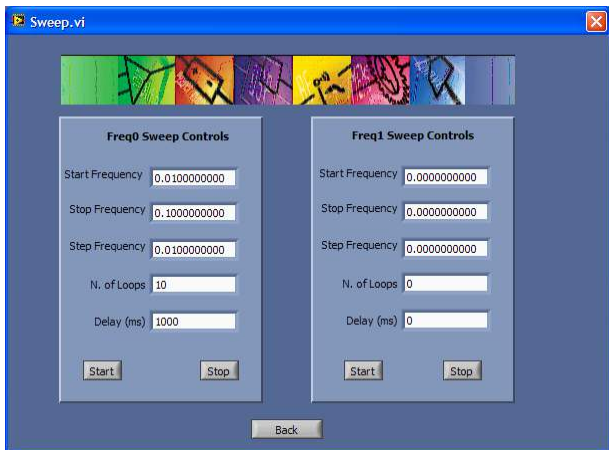 Sweep.vi
Freq0 Sweep Controls
Start Frequency 0.0100000000
Stop Frequency 0.1000000000
Step Frequency 0.0100000000
N. of Loops 10
Delay (ms) 1000
Start Stop
Freq1 Sweep Controls
Start Frequency 0.0000000000
Stop Frequency 0.0000000000
Step Frequency 0.0000000000
N. of Loops 0
Delay (ms) 0
Start Stop
Back